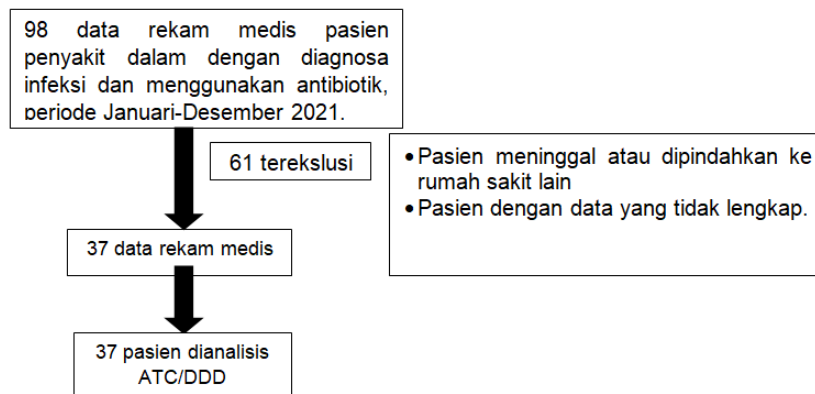 98 data rekam medis pasien
penyakit dalam dengan diagnosa
infeksi dan menggunakan antibiotik,
periode Januari-Desember 2021.
61 terekslusi
•Pasien meninggal atau dipindahkan ke
rumah sakit lain
•Pasien dengan data yang tidak lengkap.
37 data rekam medis
37 pasien dianalisis
ATC/DDD